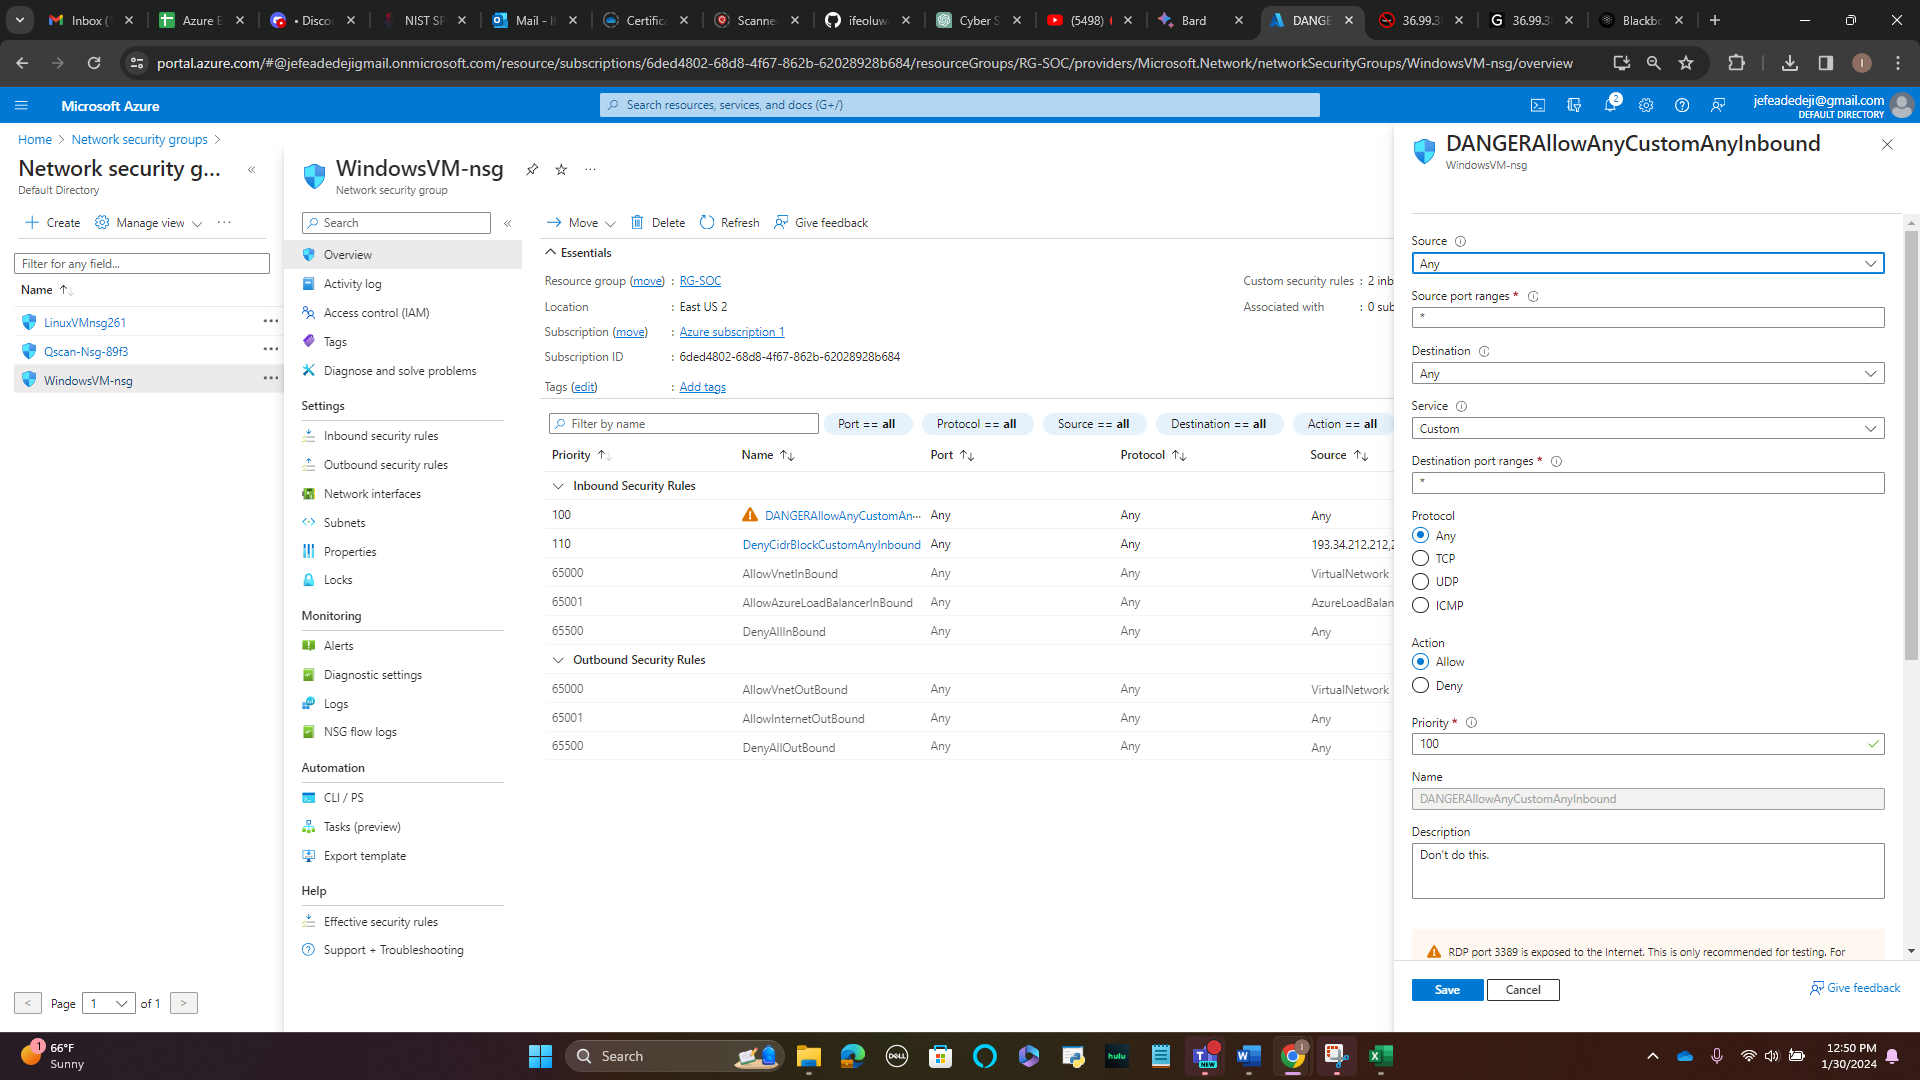 Inbox (
Azure E
• Discor
NIST SP
Mail - If
Certifica
Scanner
ifeoluwa
Cyber S
(5498)
Bard
DANGE
36.99.3
36.99.3
Blackbo
portal.azure.com/#@jefeadedejigmail.onmicrosoft.com/resource/subscriptions/6ded4802-68d8-4f67-862b-62028928b684/resourceGroups/RG-SOC/providers/Microsoft.Network/networkSecurityGroups/WindowsVM-nsg/overview
Microsoft Azure
Search resources, services, and docs (G+/)
2
jefeadedeji@gmail.com
DEFAULT DIRECTORY
Home > Network security groups >
Network security g...
Default Directory
Create
Manage view
Filter for any field...
Name
LinuxVMnsg261
Qscan-Nsg-89f3
WindowsVM-nsg
< Page 1 of 1 >
WindowsVM-nsg
Network security group
Search
Overview
Activity log
Access control (IAM)
Tags
Diagnose and solve problems
Settings
Inbound security rules
Outbound security rules
Network interfaces
Subnets
Properties
Locks
Monitoring
Alerts
Diagnostic settings
Logs
NSG flow logs
Automation
CLI / PS
Tasks (preview)
Export template
Help
Effective security rules
Support + Troubleshooting
Move
Delete
Refresh
Give feedback
Essentials
Resource group (move) : RG-SOC
Location : East US 2
Subscription (move) : Azure subscription 1
Subscription ID : 6ded4802-68d8-4f67-862b-62028928b684
Tags (edit) : Add tags
Custom security rules : 2 inb
Associated with : 0 sub
Filter by name
Port == all
Protocol == all
Source == all
Destination == all
Action == all
Priority Name Port Protocol Source
Inbound Security Rules
100 DANGERAllowAnyCustomAn... Any Any Any
110 DenyCidrBlockCustomAnyInbound Any Any 193.34.212.212,2
65000 AllowVnetInBound Any Any VirtualNetwork
65001 AllowAzureLoadBalancerInBound Any Any AzureLoadBalan
65500 DenyAllInBound Any Any Any
Outbound Security Rules
65000 AllowVnetOutBound Any Any VirtualNetwork
65001 AllowInternetOutBound Any Any Any
65500 DenyAllOutBound Any Any Any
DANGERAllowAnyCustomAnyInbound
WindowsVM-nsg
Source
Any
Source port ranges *
*
Destination
Any
Service
Custom
Destination port ranges *
*
Protocol
Any
TCP
UDP
ICMP
Action
Allow
Deny
Priority *
100
Name
DANGERAllowAnyCustomAnyInbound
Description
Don't do this.
RDP port 3389 is exposed to the Internet. This is only recommended for testing. For
Save
Cancel
Give feedback
1
66°F
Sunny
Search
DELL
hulu
NEW
12:50 PM
1/30/2024